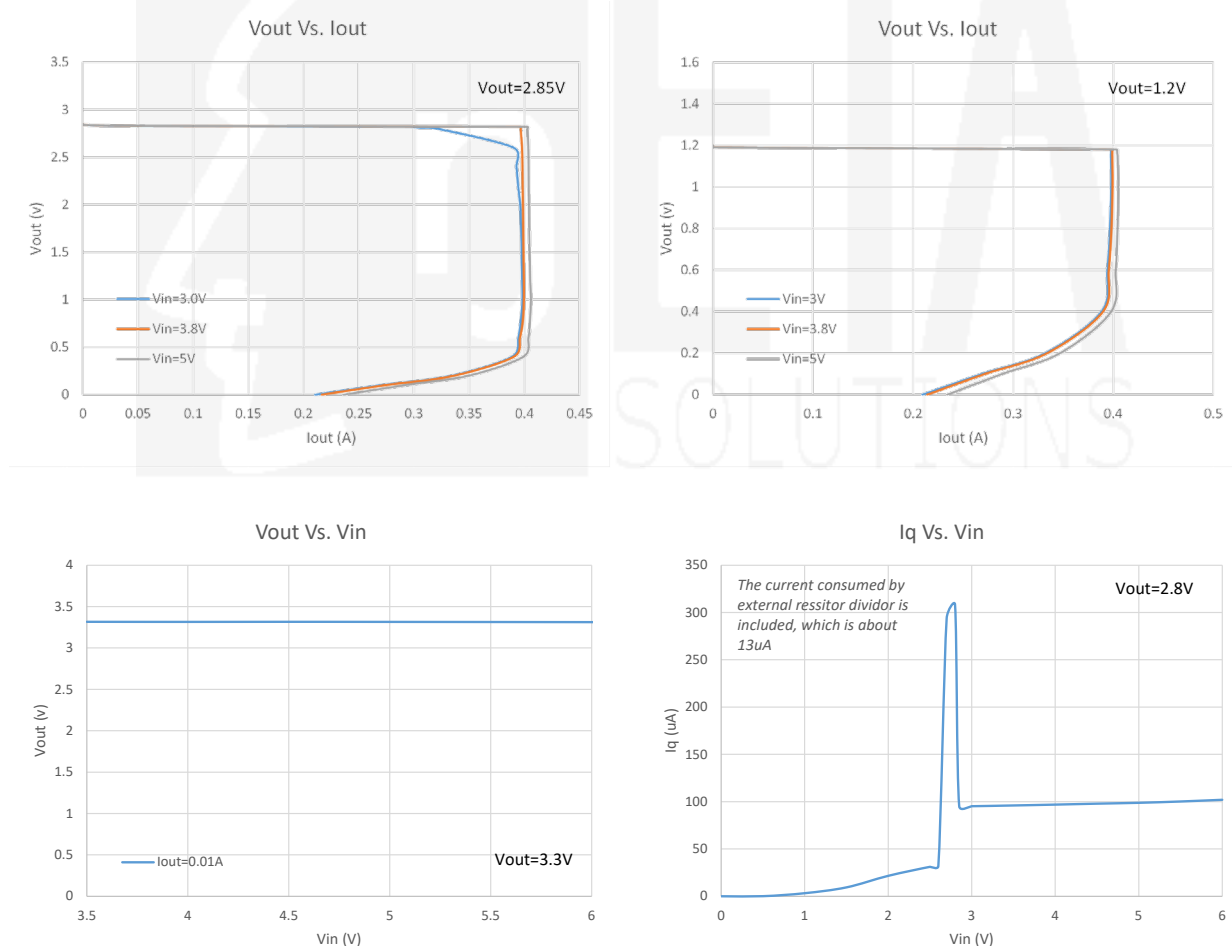 Vout Vs. Iout
Vout=2.85V
3.5
3
2.5
2
1.5
1
0.5
0
Vout (v)
Vin=3.0V
Vin=3.8V
Vin=5V
0 0.05 0.1 0.15 0.2 0.25 0.3 0.35 0.4 0.45
Iout (A)
Vout Vs. Iout
Vout=1.2V
1.6
1.4
1.2
1
0.8
0.6
0.4
0.2
0
Vout (v)
Vin=3V
Vin=3.8V
Vin=5V
0 0.1 0.2 0.3 0.4 0.5
Iout (A)
SOLUTIONS
Vout Vs. Vin
4
3.5
3
2.5
2
1.5
1
0.5
0
Vout (v)
Iout=0.01A
Vout=3.3V
3.5 4 4.5 5 5.5 6
Vin (V)
Iq Vs. Vin
The current consumed by
external ressitor dividor is
included, which is about
13uA
Vout=2.8V
350
300
250
200
150
100
50
0
Iq (uA)
0 1 2 3 4 5 6
Vin (V)